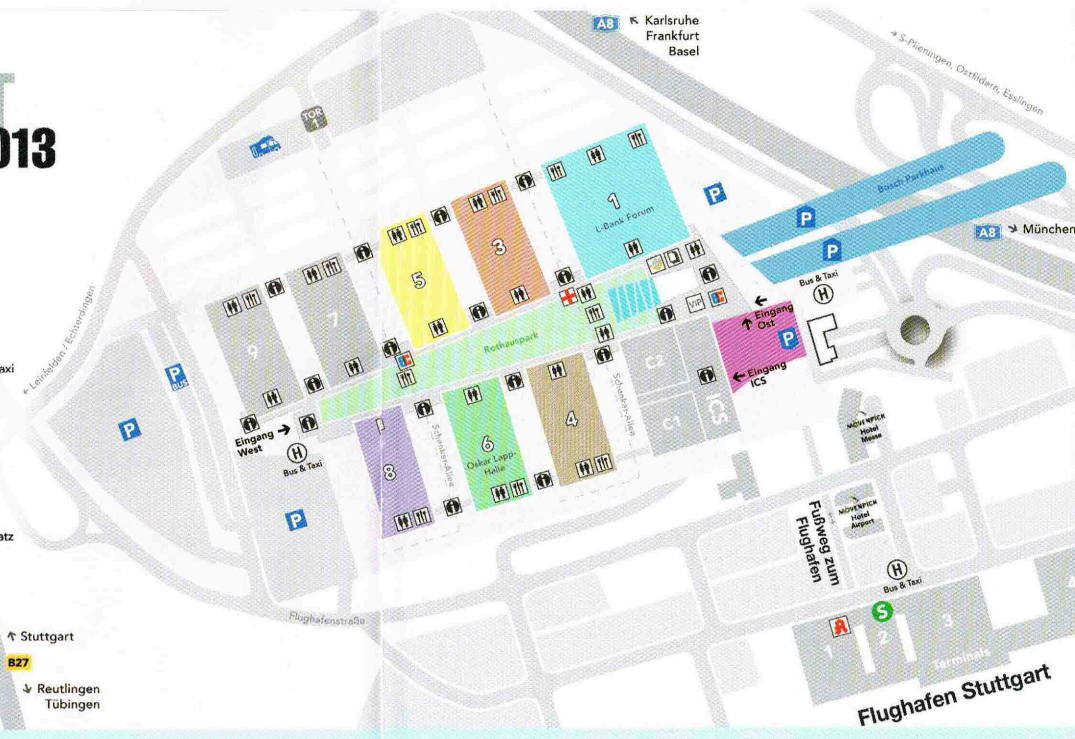 T
013
A8
Karlsruhe
Frankfurt
Basel
S-Plieningen, Ostfildern, Esslingen
TOR
1
1
L-Bank Forum
P
Bosch Parkhaus
P
P
A8
München
Bus & Taxi
H
3
5
7
9
Leinfelden / Echterdingen
P
BUS
P
P
VIP
Eingang
Ost
P
Eingang
ICS
Rothauspark
C2
C1
ICS
Eingang
West
H
Bus & Taxi
8
Schenker-Allee
6
Oskar Lapp-
Halle
4
Schenker-Allee
MÖVENPICK
Hotel
Messe
MÖVENPICK
Hotel
Airport
Fußweg zum
Flughafen
H
Bus & Taxi
S
Flughafenstraße
1
2
3
Terminals
Flughafen Stuttgart
axi
atz
Stuttgart
B27
Reutlingen
Tübingen